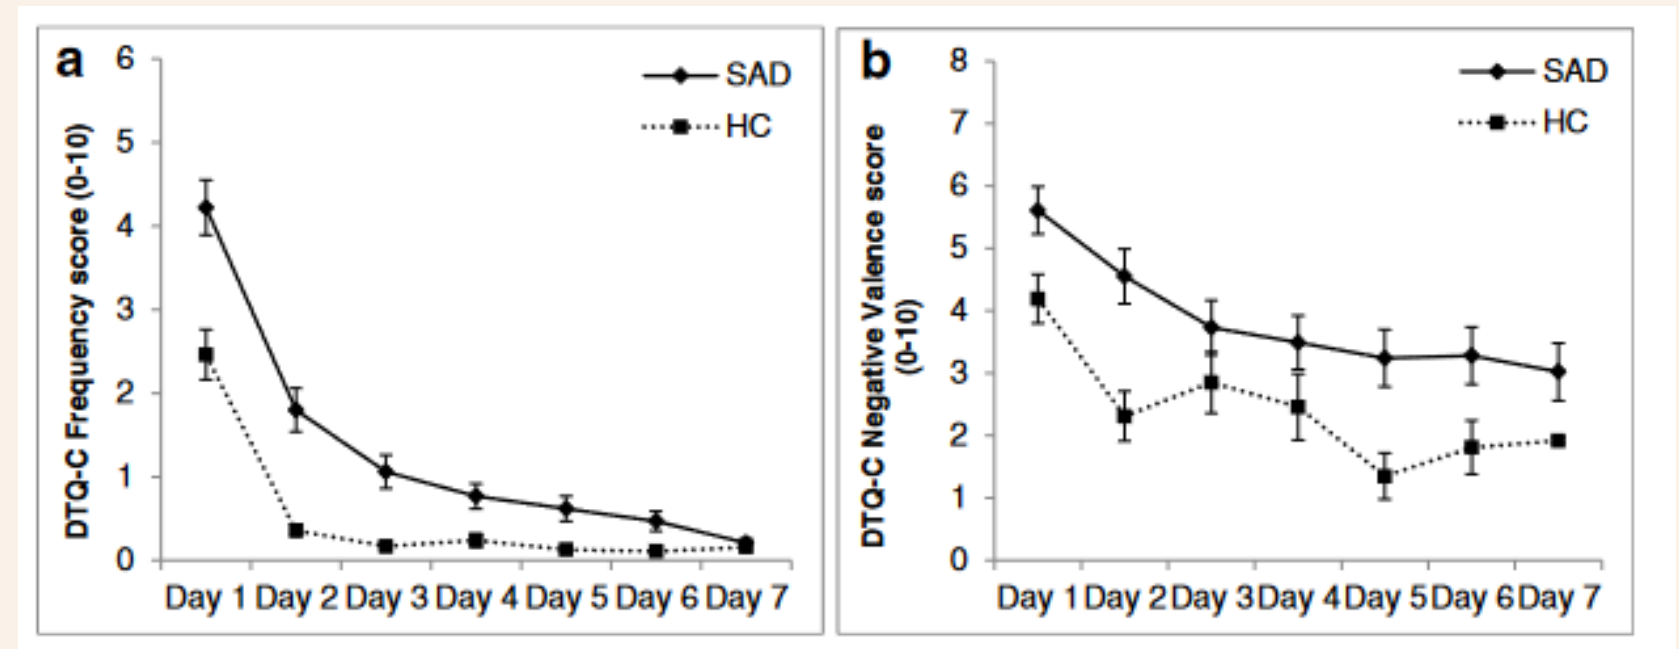 a
DTQ-C Frequency score (0-10)
6
5
4
3
2
1
0
SAD
HC
Day 1 Day 2 Day 3 Day 4 Day 5 Day 6 Day 7
b
DTQ-C Negative Valence score
(0-10)
8
7
6
5
4
3
2
1
0
SAD
HC
Day 1 Day 2 Day 3 Day 4 Day 5 Day 6 Day 7